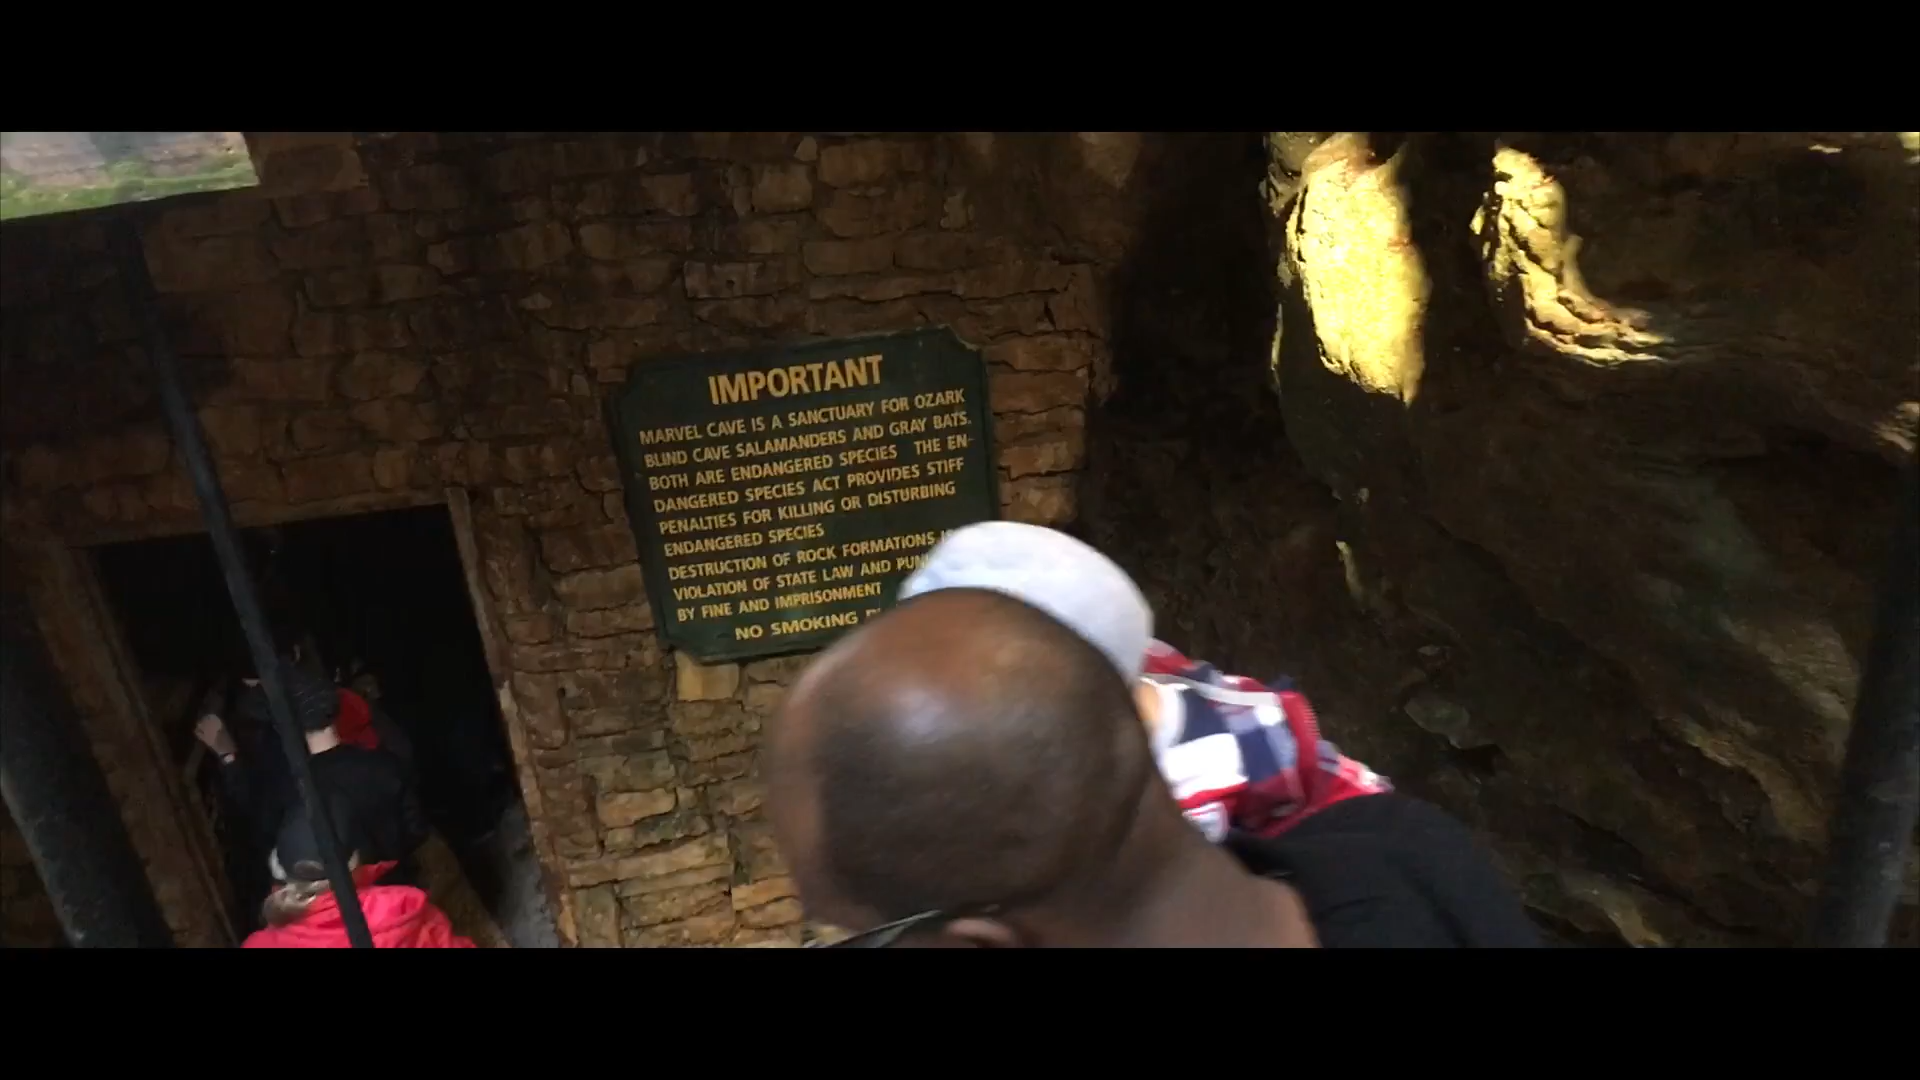 IMPORTANT
MARVEL CAVE IS A SANCTUARY FOR OZARK
BLIND CAVE SALAMANDERS AND GRAY BATS.
BOTH ARE ENDANGERED SPECIES THE EN-
DANGERED SPECIES ACT PROVIDES STIFF
PENALTIES FOR KILLING OR DISTURBING
ENDANGERED SPECIES
DESTRUCTION OF ROCK FORMATIONS
VIOLATION OF STATE LAW AND
BY FINE AND IMPRISONMENT
NO SMOKING